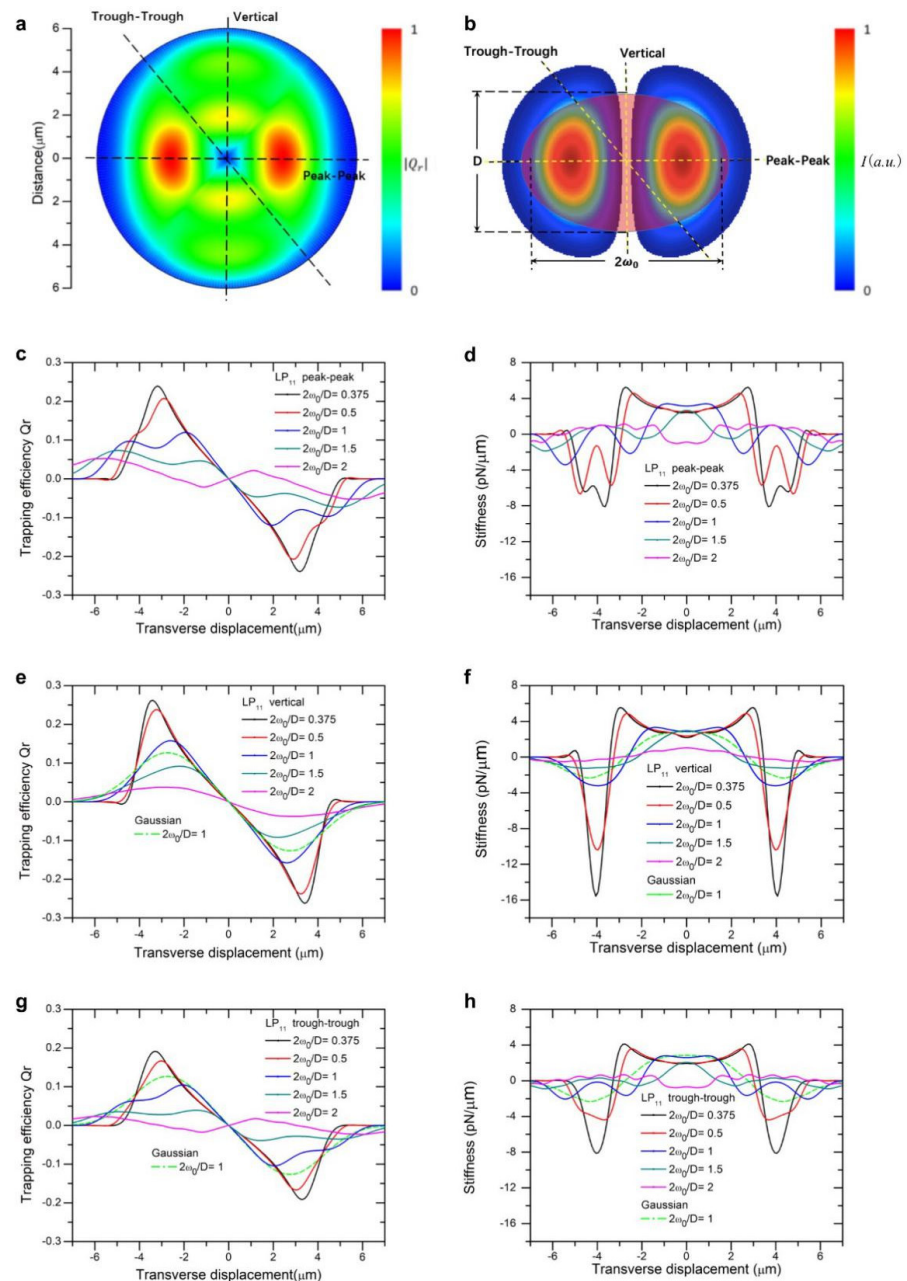 a
Trough-Trough
Vertical
Peak-Peak
Distance(μm)
6
4
2
0
2
4
6
1
|Qr|
0
b
Trough-Trough
Vertical
Peak-Peak
D
2ω0
1
I(a.u.)
0
c
LP11 peak-peak
2ω0/D= 0.375
2ω0/D= 0.5
2ω0/D= 1
2ω0/D= 1.5
2ω0/D= 2
Trapping efficiency Qr
0.3
0.2
0.1
0.0
-0.1
-0.2
-0.3
-6 -4 -2 0 2 4 6
Transverse displacement(μm)
d
LP11 peak-peak
2ω0/D= 0.375
2ω0/D= 0.5
2ω0/D= 1
2ω0/D= 1.5
2ω0/D= 2
Stiffness (pN/μm)
8
4
0
-4
-8
-12
-16
-6 -4 -2 0 2 4 6
Transverse displacement (μm)
e
LP11 vertical
2ω0/D= 0.375
2ω0/D= 0.5
2ω0/D= 1
2ω0/D= 1.5
2ω0/D= 2
Gaussian
2ω0/D= 1
Trapping efficiency Qr
0.3
0.2
0.1
0.0
-0.1
-0.2
-0.3
-6 -4 -2 0 2 4 6
Transverse displacement (μm)
f
LP11 vertical
2ω0/D= 0.375
2ω0/D= 0.5
2ω0/D= 1
2ω0/D= 1.5
2ω0/D= 2
Gaussian
2ω0/D= 1
Stiffness (pN/μm)
8
4
0
-4
-8
-12
-16
-6 -4 -2 0 2 4 6
Transverse displacement (μm)
g
LP11 trough-trough
2ω0/D= 0.375
2ω0/D= 0.5
2ω0/D= 1
2ω0/D= 1.5
2ω0/D= 2
Gaussian
2ω0/D= 1
Trapping efficiency Qr
0.3
0.2
0.1
0.0
-0.1
-0.2
-0.3
-6 -4 -2 0 2 4 6
Transverse displacement (μm)
h
LP11 trough-trough
2ω0/D= 0.375
2ω0/D= 0.5
2ω0/D= 1
2ω0/D= 1.5
2ω0/D= 2
Gaussian
2ω0/D= 1
Stiffness (pN/μm)
8
4
0
-4
-8
-12
-16
-6 -4 -2 0 2 4 6
Transverse displacement (μm)